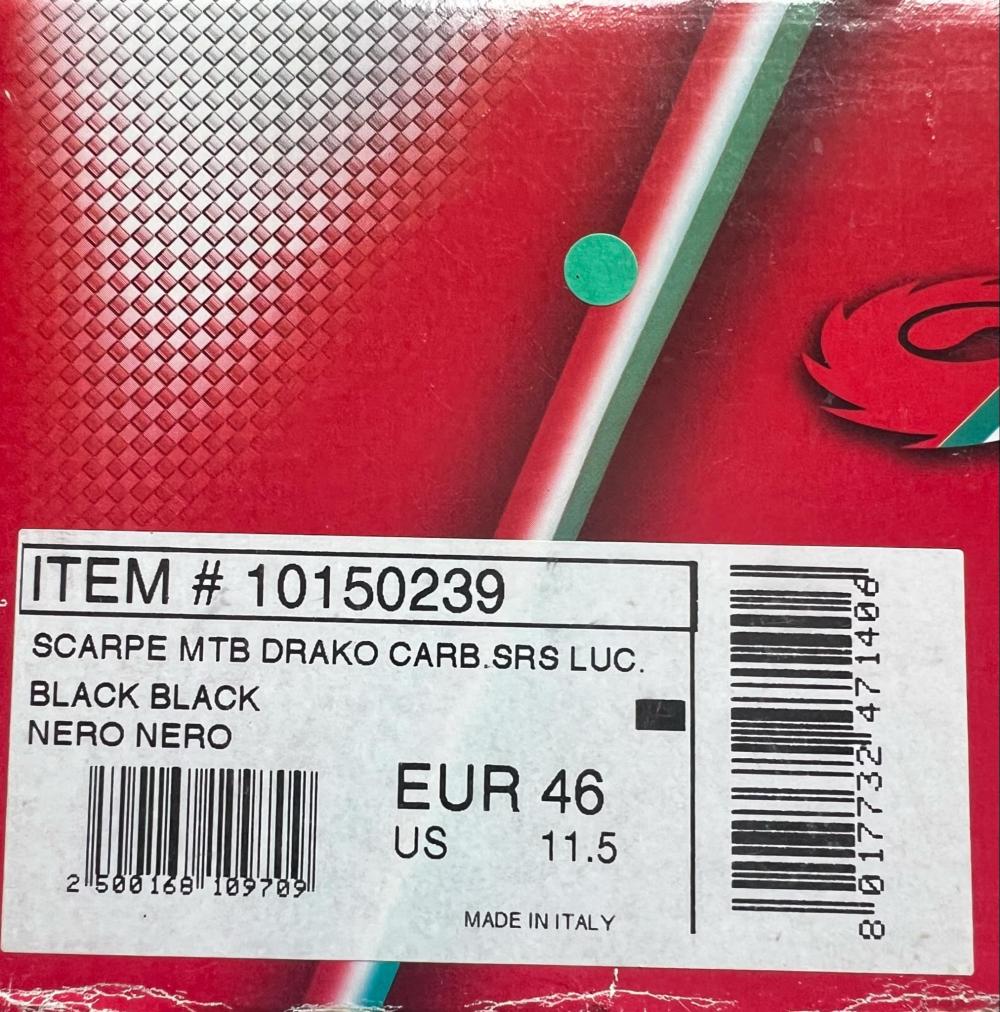 ITEM # 10150239
SCARPE MTB DRAKO CARB.SRS LUC.
BLACK BLACK
NERO NERO
EUR 46
US 11.5
2 500168 109709
MADE IN ITALY
8 017732 471406